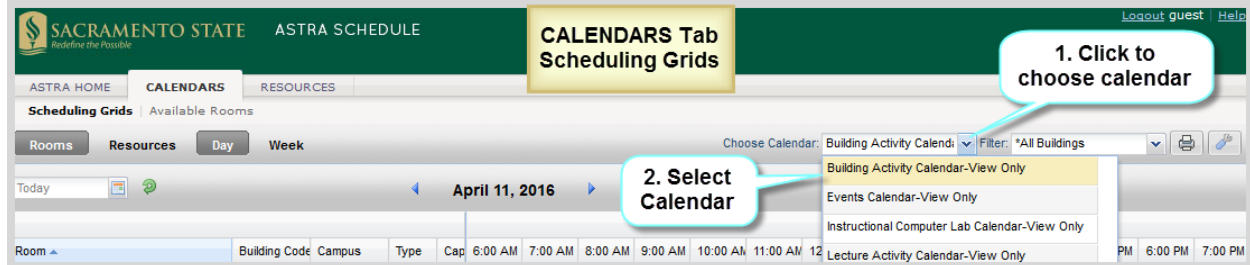 SACRAMENTO STATE
Redefine the Possible
ASTRA SCHEDULE
CALENDARS Tab
Scheduling Grids
Logout guest | Help
1. Click to
choose calendar
ASTRA HOME CALENDARS RESOURCES
Scheduling Grids | Available Rooms
Rooms Resources Day Week
Choose Calendar: Building Activity Calend Filter: *All Buildings
Building Activity Calendar-View Only
Events Calendar-View Only
Instructional Computer Lab Calendar-View Only
Lecture Activity Calendar-View Only
2. Select
Calendar
Today April 11, 2016
Room Building Code Campus Type Cap 6:00 AM 7:00 AM 8:00 AM 9:00 AM 10:00 AM 11:00 AM 12 PM 6:00 PM 7:00 PM